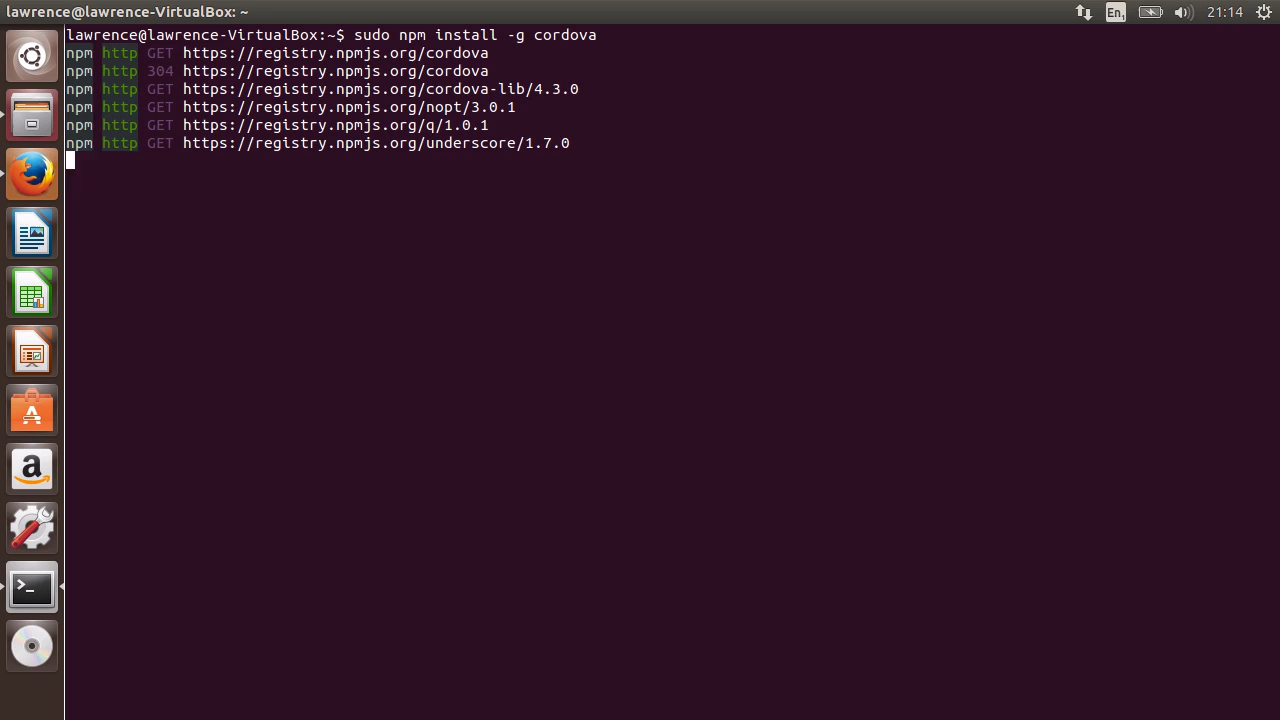 lawrence@lawrence-VirtualBox: ~
En1
21:14
lawrence@lawrence-VirtualBox:~$ sudo npm install -g cordova
npm http GET https://registry.npmjs.org/cordova
npm http 304 https://registry.npmjs.org/cordova
npm http GET https://registry.npmjs.org/cordova-lib/4.3.0
npm http GET https://registry.npmjs.org/nopt/3.0.1
npm http GET https://registry.npmjs.org/q/1.0.1
npm http GET https://registry.npmjs.org/underscore/1.7.0
A
a
>_